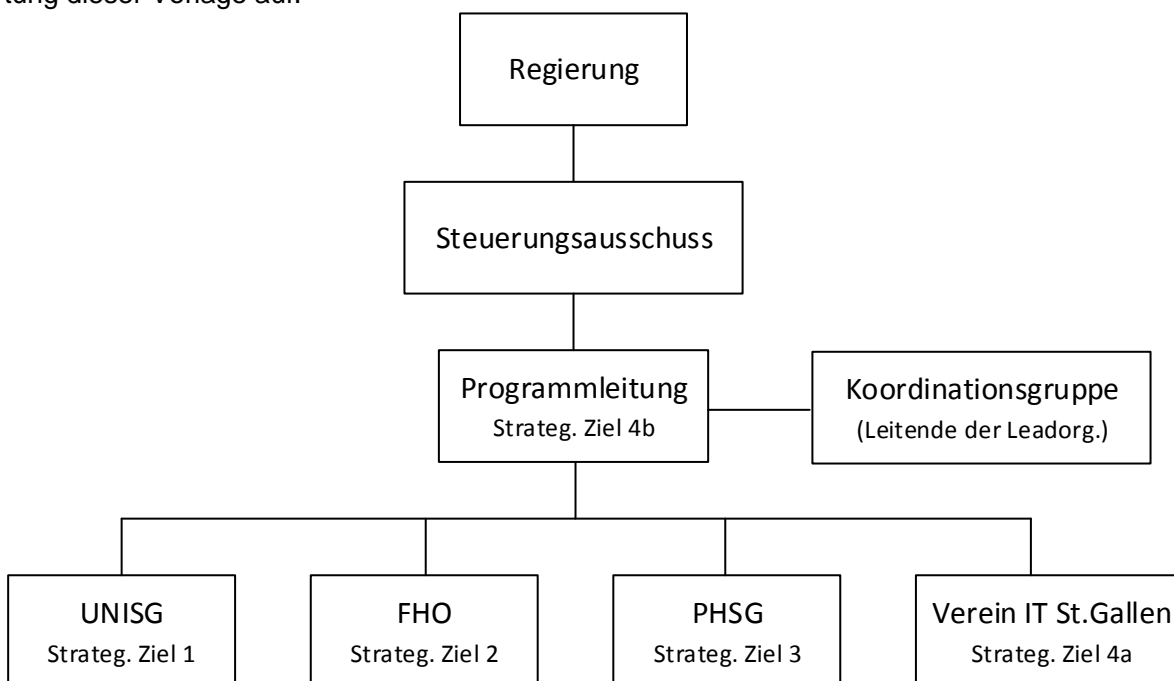 dieser Vorlage auf.
Regierung
Steuerungsausschuss
Programmleitung
Strateg. Ziel 4b
Koordinationsgruppe
(Leitende der Leadorg.)
UNISG
Strateg. Ziel 1
FHO
Strateg. Ziel 2
PHSG
Strateg. Ziel 3
Verein IT St.Gallen
Strateg. Ziel 4a